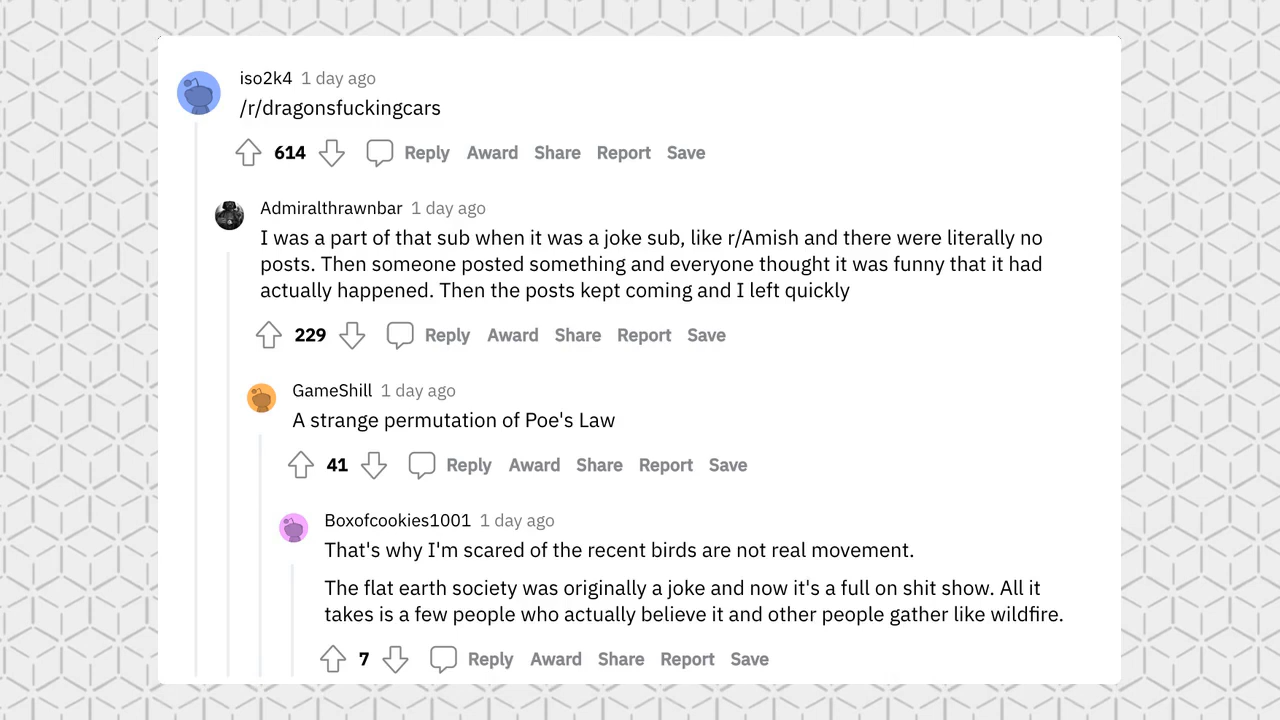 iso2k4 1 day ago
/r/dragonsfuckingcars
614 Reply Award Share Report Save
Admiralthrawnbar 1 day ago
I was a part of that sub when it was a joke sub, like r/Amish and there were literally no
posts. Then someone posted something and everyone thought it was funny that it had
actually happened. Then the posts kept coming and I left quickly
229 Reply Award Share Report Save
GameShill 1 day ago
A strange permutation of Poe's Law
41 Reply Award Share Report Save
Boxofcookies1001 1 day ago
That's why I'm scared of the recent birds are not real movement.
The flat earth society was originally a joke and now it's a full on shit show. All it
takes is a few people who actually believe it and other people gather like wildfire.
7 Reply Award Share Report Save